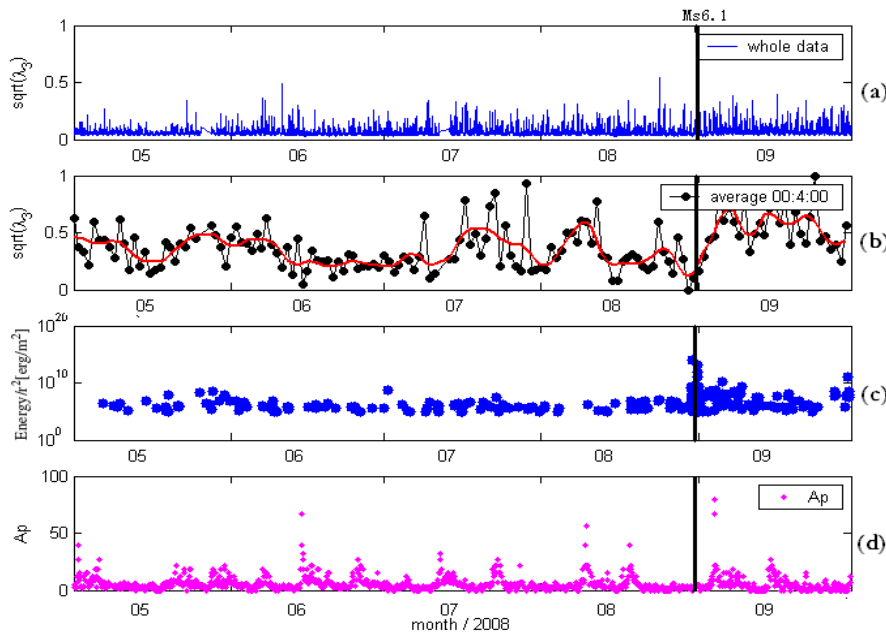 Ms6.1
1
0.5
0
sqrt(λ3)
whole data
(a)
05 06 07 08 09
1
0.5
0
sqrt(λ3)
average 00:4:00
(b)
05 06 07 08 09
10^20
10^10
10^0
Energy/r²[erg/m²]
(c)
05 06 07 08 09
100
50
0
Ap
Ap
(d)
05 06 07 08 09
month / 2008